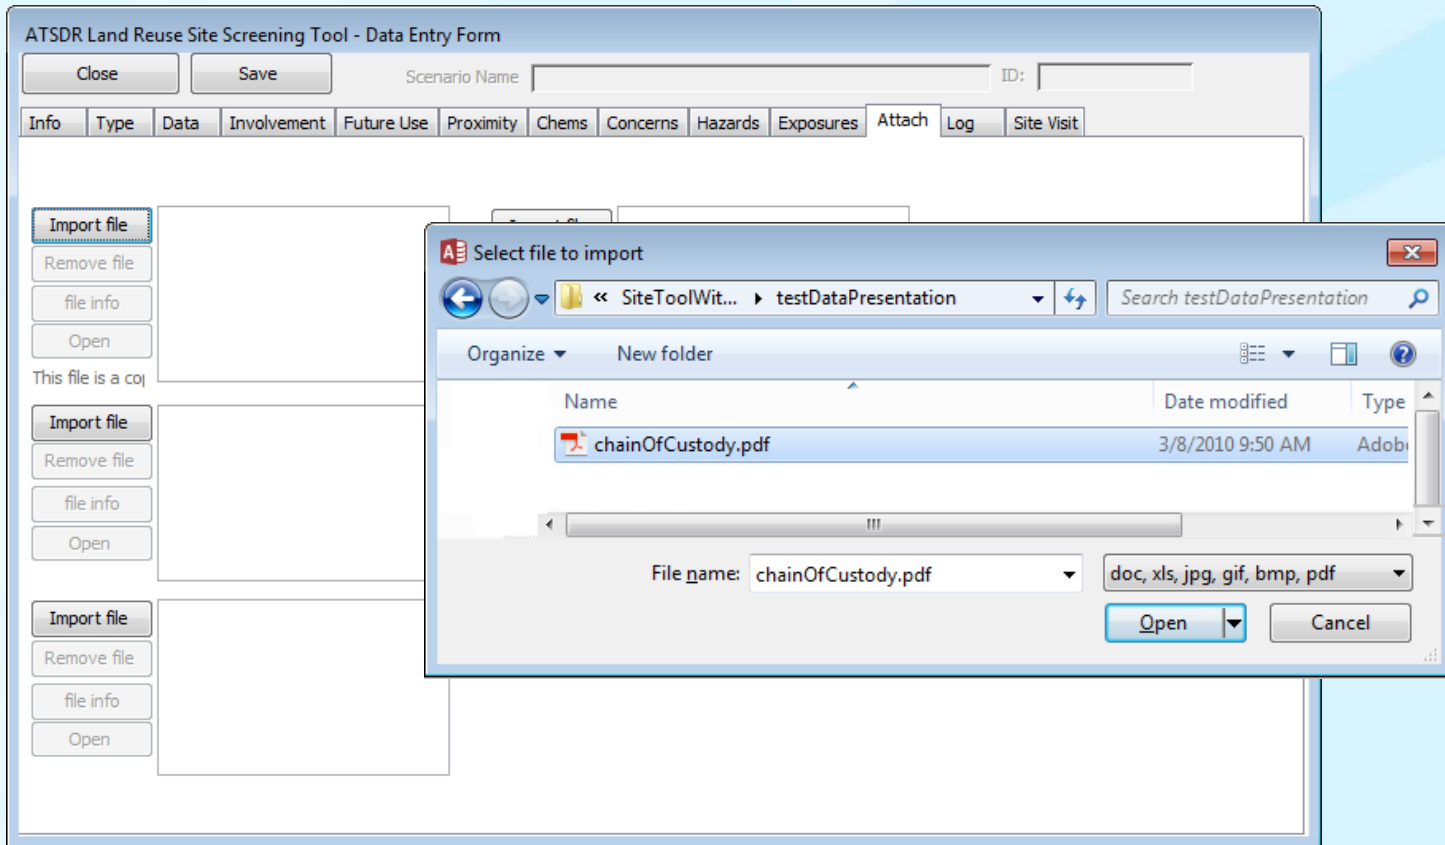 ATSDR Land Reuse Site Screening Tool - Data Entry Form
Close Save Scenario Name ID:
Info Type Data Involvement Future Use Proximity Chems Concerns Hazards Exposures Attach Log Site Visit
Import file
Remove file
file info
Open
This file is a
Import file
Remove file
file info
Open
Import file
Remove file
file info
Open
Select file to import
« SiteToolWit... testDataPresentation Search testDataPresentation
Organize New folder
Name Date modified Type
chainOfCustody.pdf 3/8/2010 9:50 AM
File name: chainOfCustody.pdf doc, xls, jpg, gif, bmp, pdf
Open Cancel